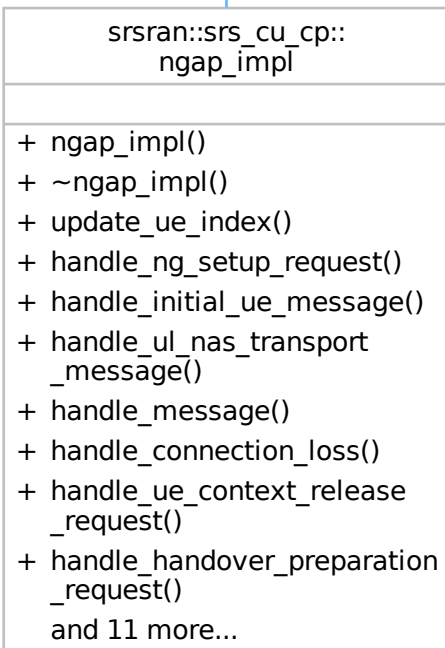 srsran::srs_cu_cp::
ngap_impl
+ ngap_impl()
+ ~ngap_impl()
+ update_ue_index()
+ handle_ng_setup_request()
+ handle_initial_ue_message()
+ handle_ul_nas_transport
_message()
+ handle_message()
+ handle_connection_loss()
+ handle_ue_context_release
_request()
+ handle_handover_preparation
_request()
and 11 more...